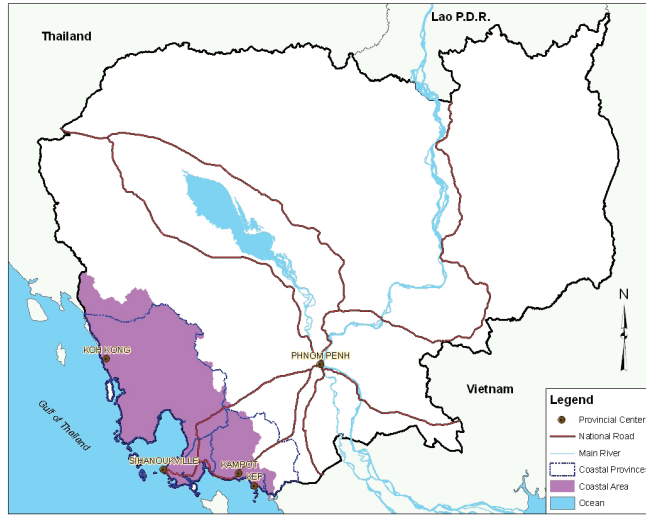 Thailand
Lao P.D.R.
N
KOH KONG
PHNOM PENH
Vietnam
Gulf of Thailand
SIHANOUKVILLE
KAMPOT
KEP
Legend
Provincial Center
National Road
Main River
Coastal Provinces
Coastal Area
Ocean